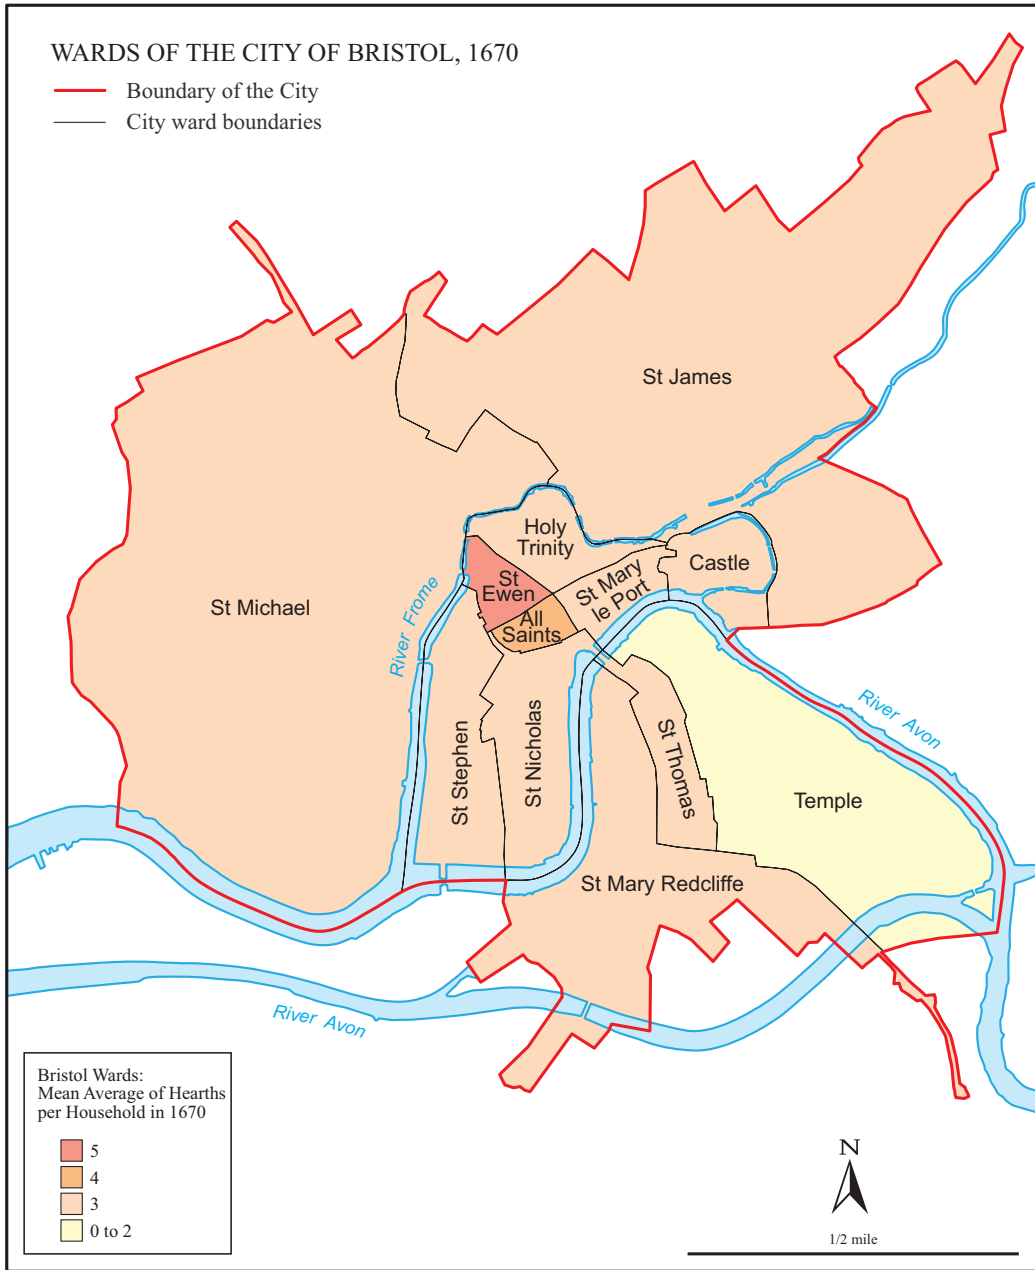 WARDS OF THE CITY OF BRISTOL, 1670
Boundary of the City
City ward boundaries
St James
Holy
Trinity
Castle
St Mary
le Port
St
Ewen
All
Saints
St Michael
River Frome
River Avon
St Stephen
St Nicholas
St Thomas
Temple
St Mary Redcliffe
River Avon
Bristol Wards:
Mean Average of Hearths
per Household in 1670
5
4
3
0 to 2
N
1/2 mile